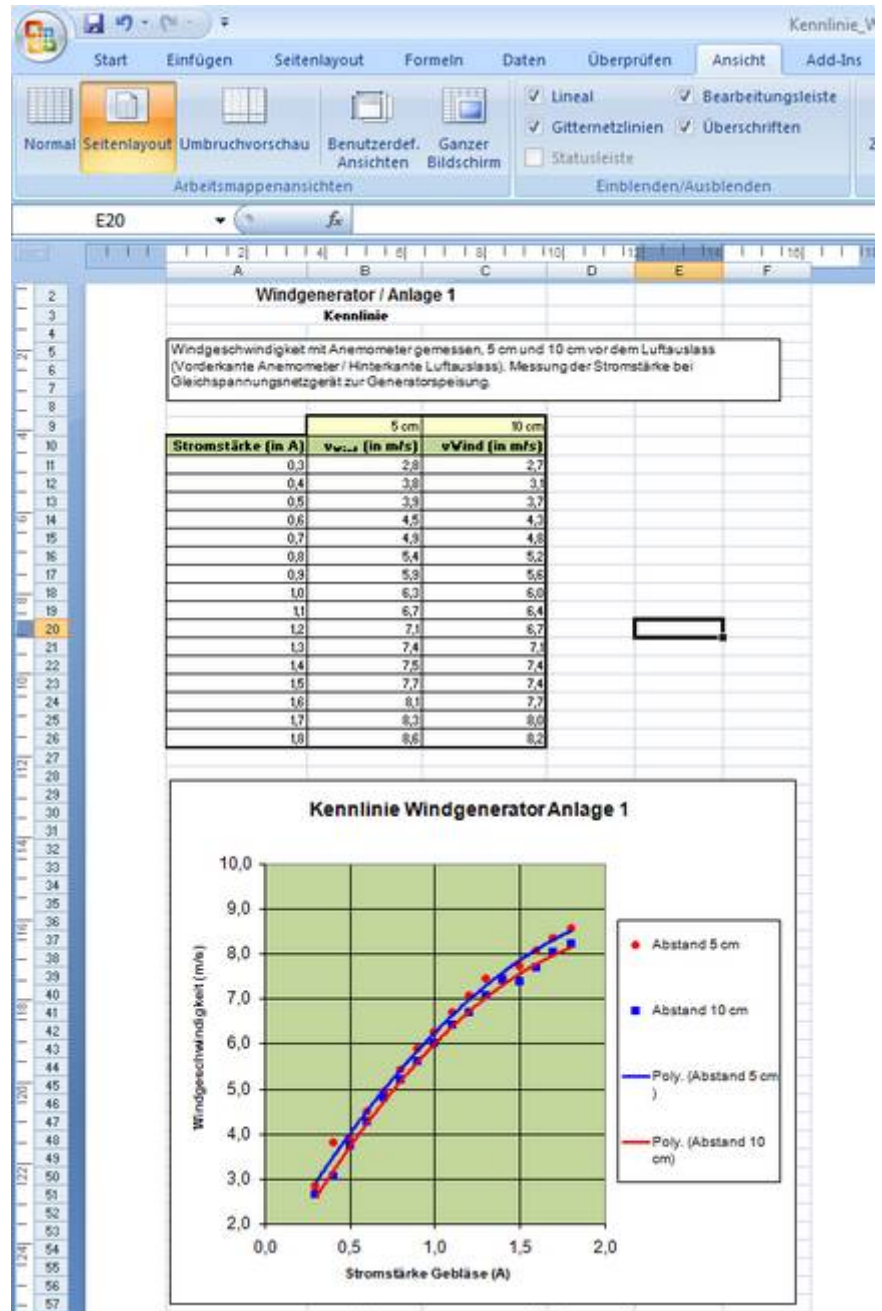 Kennlinie_W
Start Einfügen Seitenlayout Formeln Daten Überprüfen Ansicht Add-Ins
Normal Seitenlayout Umbruchvorschau Benutzerdef. Ansichten Ganzer Bildschirm
Lineal Bearbeitungsleiste
Gitternetzlinien Überschriften
Statusleiste
Arbeitsmappenansichten Einblenden/Ausblenden
E20 fx
A B C D E F
Windgenerator / Anlage 1
Kennlinie
Windgeschwindigket mit Anemometer gemessen, 5 cm und 10 cm vor dem Luftauslass
(Vorderkante Anemometer / Hinterkante Luftauslass). Messung der Stromstärke bei
Gleichspannungsnetzgerät zur Generatorspeisung.
5 cm 10 cm
Stromstärke (in A) vWind (in m/s) vWind (in m/s)
0,3 2,8 2,7
0,4 3,8 3,1
0,5 3,9 3,7
0,6 4,5 4,3
0,7 4,9 4,8
0,8 5,4 5,2
0,9 5,9 5,6
1,0 6,3 6,0
1,1 6,7 6,4
1,2 7,1 6,7
1,3 7,4 7,1
1,4 7,5 7,4
1,5 7,7 7,4
1,6 8,1 7,7
1,7 8,3 8,0
1,8 8,6 8,2
Kennlinie Windgenerator Anlage 1
10,0
9,0
8,0
7,0
6,0
5,0
4,0
3,0
2,0
0,0 0,5 1,0 1,5 2,0
Windgeschwindigkeit (m/s)
Stromstärke Gebläse (A)
Abstand 5 cm
Abstand 10 cm
Poly. (Abstand 5 cm
)
Poly. (Abstand 10
cm)